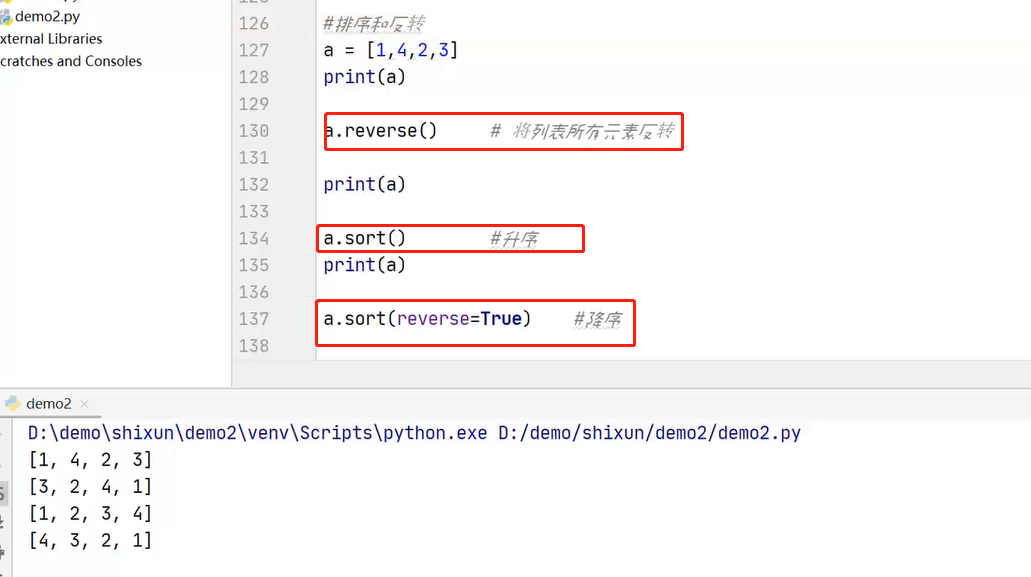 demo2.py
xternal Libraries
cratches and Consoles
126 #排序和反转
127 a = [1,4,2,3]
128 print(a)
129
130 a.reverse() # 将列表所有元素反转
131
132 print(a)
133
134 a.sort() #升序
135 print(a)
136
137 a.sort(reverse=True) #降序
138
demo2 ×
D:\demo\shixun\demo2\venv\Scripts\python.exe D:/demo/shixun/demo2/demo2.py
[1, 4, 2, 3]
[3, 2, 4, 1]
[1, 2, 3, 4]
[4, 3, 2, 1]